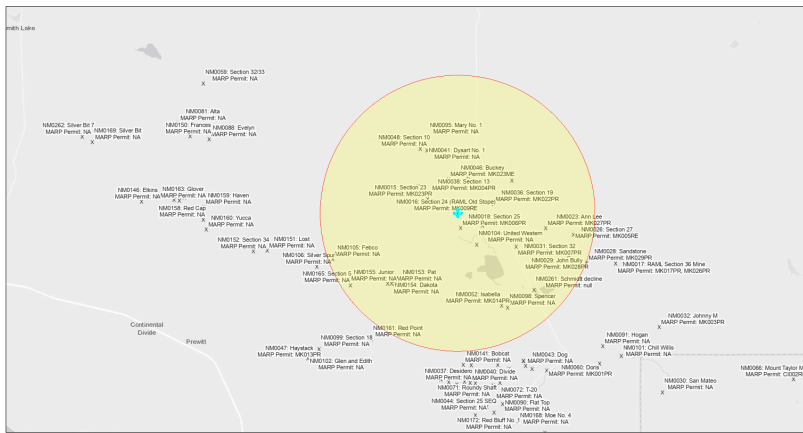 mith Lake
NM0059: Section 32/33
MARP Permit: NA
NM0081: Alta
MARP Permit: NA
NM0150: Frances
MARP Permit: NA
NM0088: Evelyn
MARP Permit: NA
NM0262: Silver Bit 7
MARP Permit: NA
NM0169: Silver Bit
MARP Permit: NA
NM0095: Mary No. 1
MARP Permit: NA
NM0048: Section 10
MARP Permit: NA
NM0041: Dysart No. 1
MARP Permit: NA
NM0046: Buckey
MARP Permit: MK023ME
NM0038: Section 13
MARP Permit: MK004PR
NM0015: Section 23
MARP Permit: MK023PR
NM0036: Section 19
MARP Permit: MK022PR
NM0016: Section 24 (RAML Old Stope)
MARP Permit: MK009RE
NM0146: Elkins
MARP Permit: NA
NM0163: Glover
MARP Permit: NA
NM0159: Haven
MARP Permit: NA
NM0158: Red Cap
MARP Permit: NA
NM0160: Yucca
MARP Permit: NA
NM0018: Section 25
MARP Permit: MK006PR
NM0023: Ann Lee
MARP Permit: MK027PR
NM0026: Section 27
MARP Permit: MK005RE
NM0104: United Western
MARP Permit: NA
NM0152: Section 34
MARP Permit: NA
NM0151: Lost
MARP Permit: NA
NM0105: Febco
MARP Permit: NA
NM0106: Silver Spur
MARP Permit: NA
NM0031: Section 32
MARP Permit: MK007PR
NM0029: John Bully
MARP Permit: MK028PR
NM0028: Sandstone
MARP Permit: MK029PR
NM0017: RAML Section 36 Mine
MARP Permit: MK017PR, MK026PR
NM0165: Section 5
MARP Permit: NA
NM0155: Junior
MARP Permit: NA
NM0153: Pat
MARP Permit: NA
NM0154: Dakota
MARP Permit: NA
NM0261: Schmidt decline
MARP Permit: null
NM0052: Isabella
MARP Permit: MK014PR
NM0098: Spencer
MARP Permit: NA
Continental
Divide
Prewitt
NM0161: Red Point
MARP Permit: NA
NM0099: Section 18
MARP Permit: NA
NM0047: Haystack
MARP Permit: MK013PR
NM0102: Glen and Edith
MARP Permit: NA
NM0032: Johnny M
MARP Permit: MK003PR
NM0091: Hogan
MARP Permit: NA
NM0101: Chill Willis
MARP Permit: NA
NM0141: Bobcat
MARP Permit: NA
NM0043: Dog
MARP Permit: NA
NM0060: Doris
MARP Permit: MK001PR
NM0037: Desidero
MARP Permit: NA
NM0040: Divide
MARP Permit: NA
NM0066: Mount Taylor M
MARP Permit: CI002R
NM0030: San Mateo
MARP Permit: NA
NM0071: Roundy Shaft
MARP Permit: NA
NM0072: T-20
MARP Permit: NA
NM0044: Section 25 SEQ
MARP Permit: NA
NM0090: Flat Top
MARP Permit: NA
NM0172: Red Bluff No. 1
MARP Permit: NA
NM0168: Moe No. 4
MARP Permit: NA